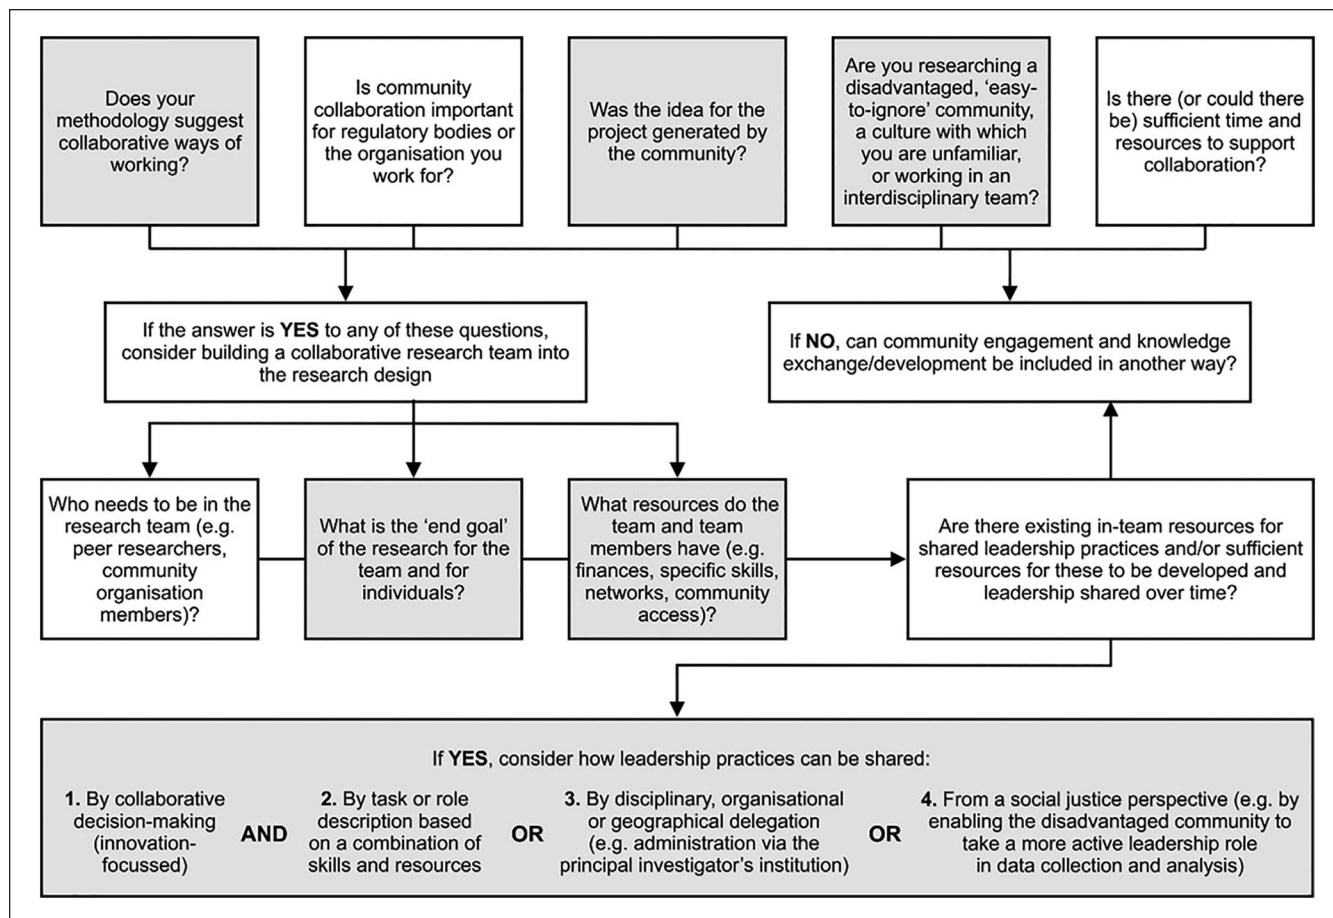 Does your
methodology suggest
collaborative ways of
working?
Is community
collaboration important
for regulatory bodies or
the organisation you
work for?
Was the idea for the
project generated by
the community?
Are you researching a
disadvantaged, ‘easy-
to-ignore’ community,
a culture with which
you are unfamiliar,
or working in an
interdisciplinary team?
Is there (or could there
be) sufficient time and
resources to support
collaboration?
If the answer is YES to any of these questions,
consider building a collaborative research team into
the research design
If NO, can community engagement and knowledge
exchange/development be included in another way?
Who needs to be in the
research team (e.g.
peer researchers,
community
organisation
members)?
What is the ‘end goal’
of the research for the
team and for
individuals?
What resources do the
team and team
members have (e.g.
finances, specific skills,
networks, community
access)?
Are there existing in-team resources for
shared leadership practices and/or sufficient
resources for these to be developed and
leadership shared over time?
If YES, consider how leadership practices can be shared:
1. By collaborative
decision-making
(innovation-
focussed)
AND
2. By task or role
description based
on a combination of
skills and resources
OR
3. By disciplinary, organisational
or geographical delegation
(e.g. administration via the
principal investigator’s institution)
OR
4. From a social justice perspective (e.g. by
enabling the disadvantaged community to
take a more active leadership role
in data collection and analysis)